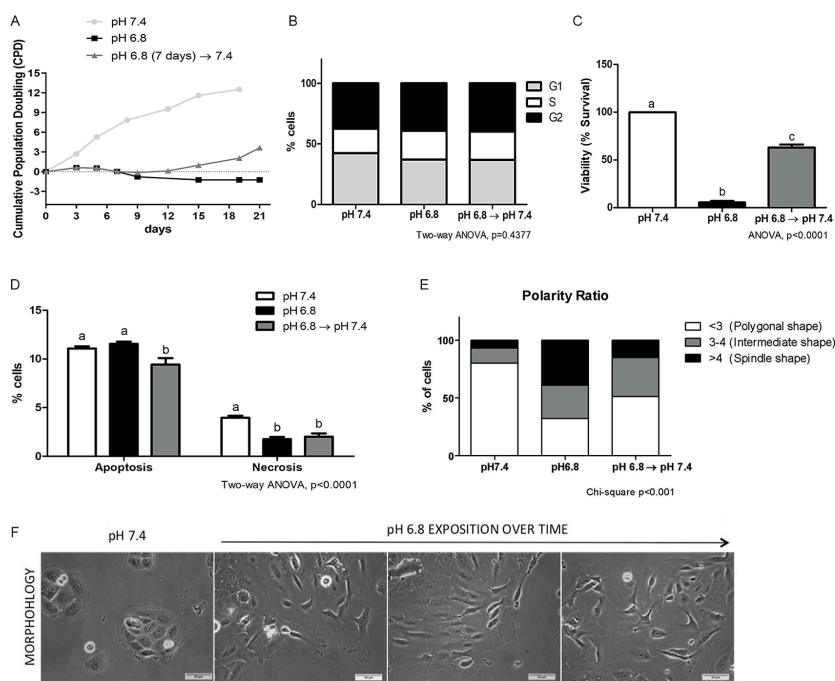 A
pH 7.4
pH 6.8
pH 6.8 (7 days) → 7.4
Cumulative Population Doubling (CPD)
15
12
9
6
3
0
-3
0 3 6 9 12 15 18 21
days
B
G1
S
G2
% cells
100
50
0
pH 7.4 pH 6.8 pH 6.8 → pH 7.4
Two-way ANOVA, p=0.4377
C
Viability (% Survival)
150
100
50
0
a
b
c
pH 7.4 pH 6.8 pH 6.8 → pH 7.4
ANOVA, p<0.0001
D
pH 7.4
pH 6.8
pH 6.8 → pH 7.4
% cells
15
10
5
0
a a b
a b b
Apoptosis Necrosis
Two-way ANOVA, p<0.0001
E
Polarity Ratio
<3 (Polygonal shape)
3-4 (Intermediate shape)
>4 (Spindle shape)
% of cells
100
50
0
pH7.4 pH6.8 pH 6.8 → pH 7.4
Chi-square p<0.001
F
pH 7.4
pH 6.8 EXPOSITION OVER TIME
MORPHOHLOGY